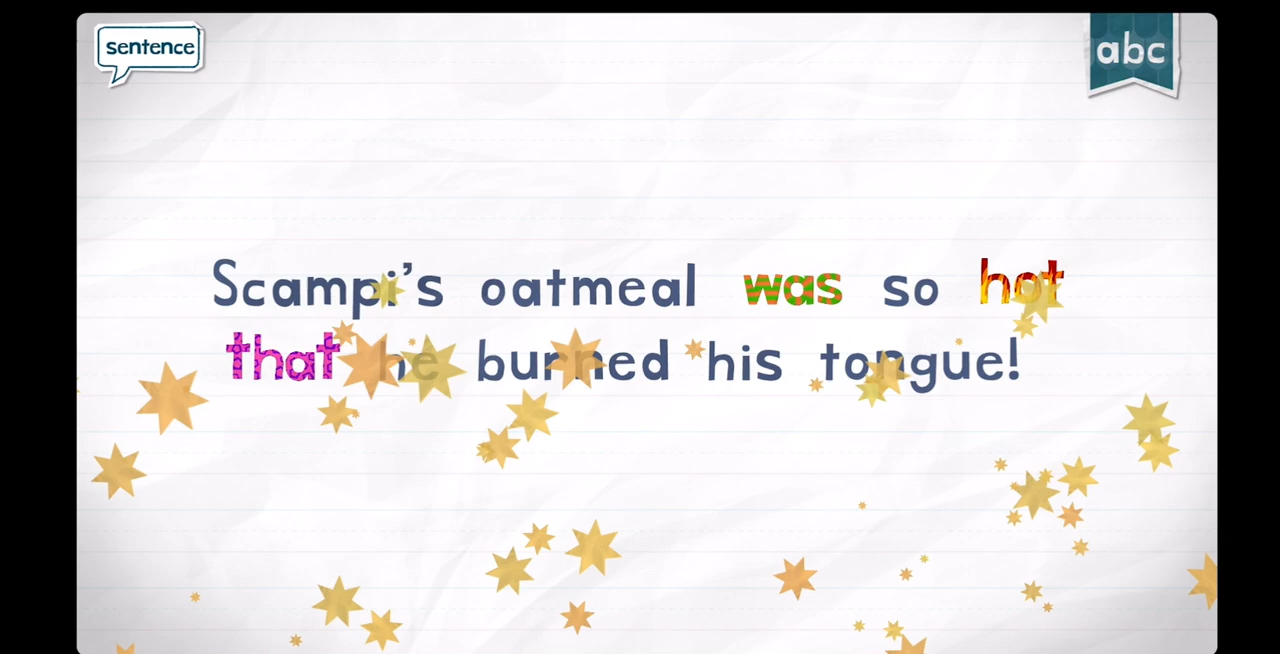 sentence
abc
Scampi's oatmeal was so hot
that he burned his tongue!